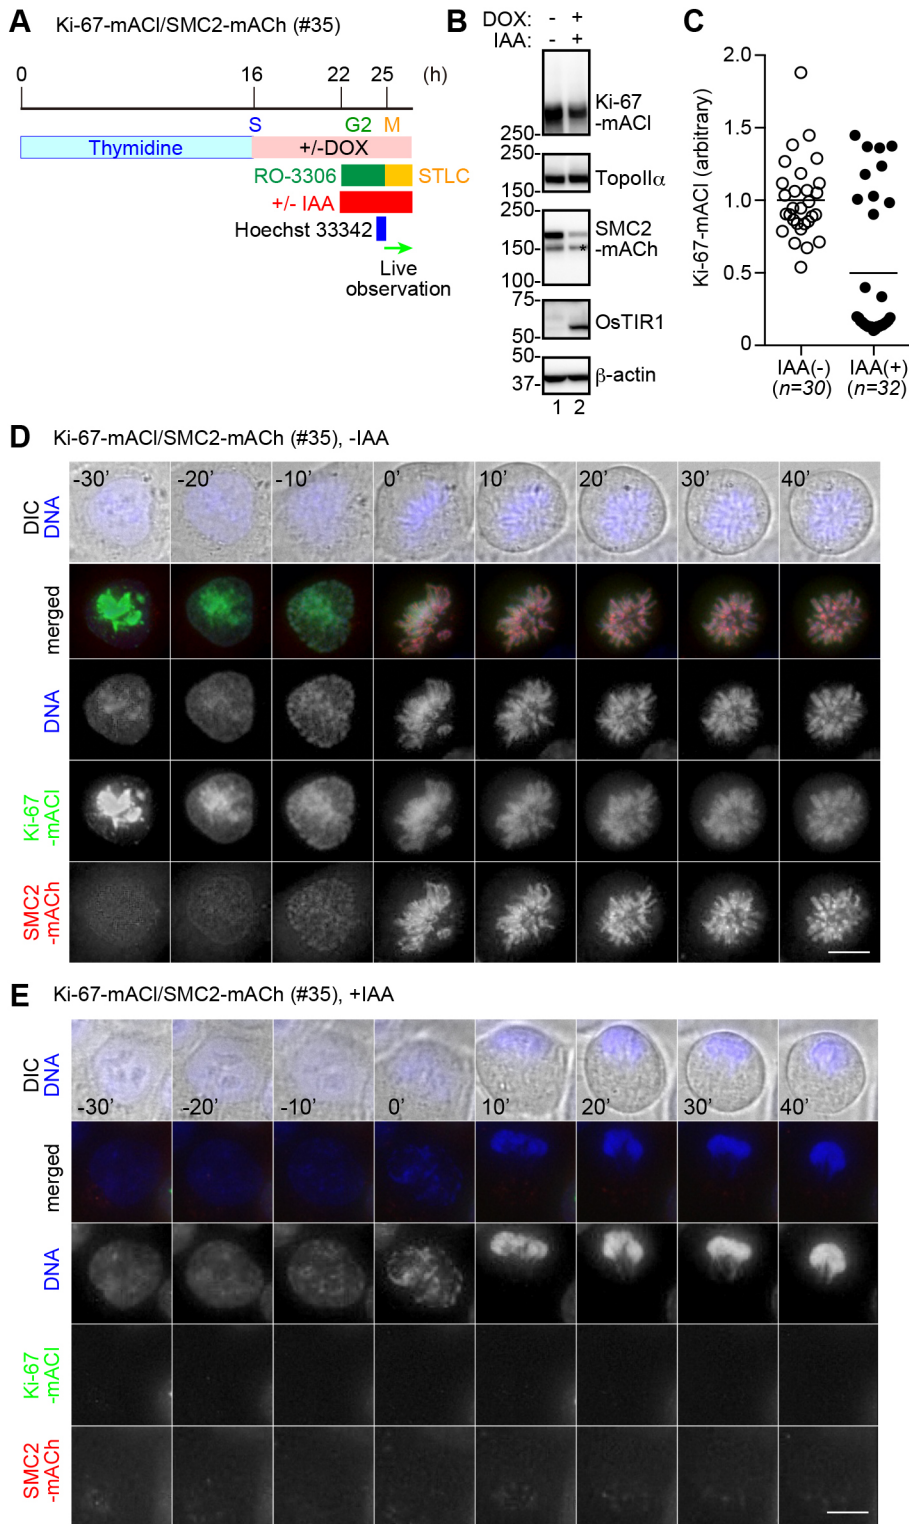 A
Ki-67-mACl/SMC2-mACh (#35)
0 16 22 25 (h)
S G2 M
Thymidine +/-DOX
RO-3306 STLC
+/- IAA
Hoechst 33342
Live
observation
B
DOX: - +
IAA: - +
Ki-67
-mACl
250-
250-
TopoIIα
150-
250-
SMC2
-mACh
150-
*
100-
75-
OsTIR1
50-
50-
β-actin
37-
1 2
C
Ki-67-mACl (arbitrary)
2.0
1.5
1.0
0.5
0
IAA(-) IAA(+)
(n=30) (n=32)
D
Ki-67-mACl/SMC2-mACh (#35), -IAA
-30’ -20’ -10’ 0’ 10’ 20’ 30’ 40’
DIC
DNA
merged
DNA
Ki-67
-mACl
SMC2
-mACh
E
Ki-67-mACl/SMC2-mACh (#35), +IAA
DIC
DNA
-30’ -20’ -10’ 0’ 10’ 20’ 30’ 40’
merged
DNA
Ki-67
-mACl
SMC2
-mACh